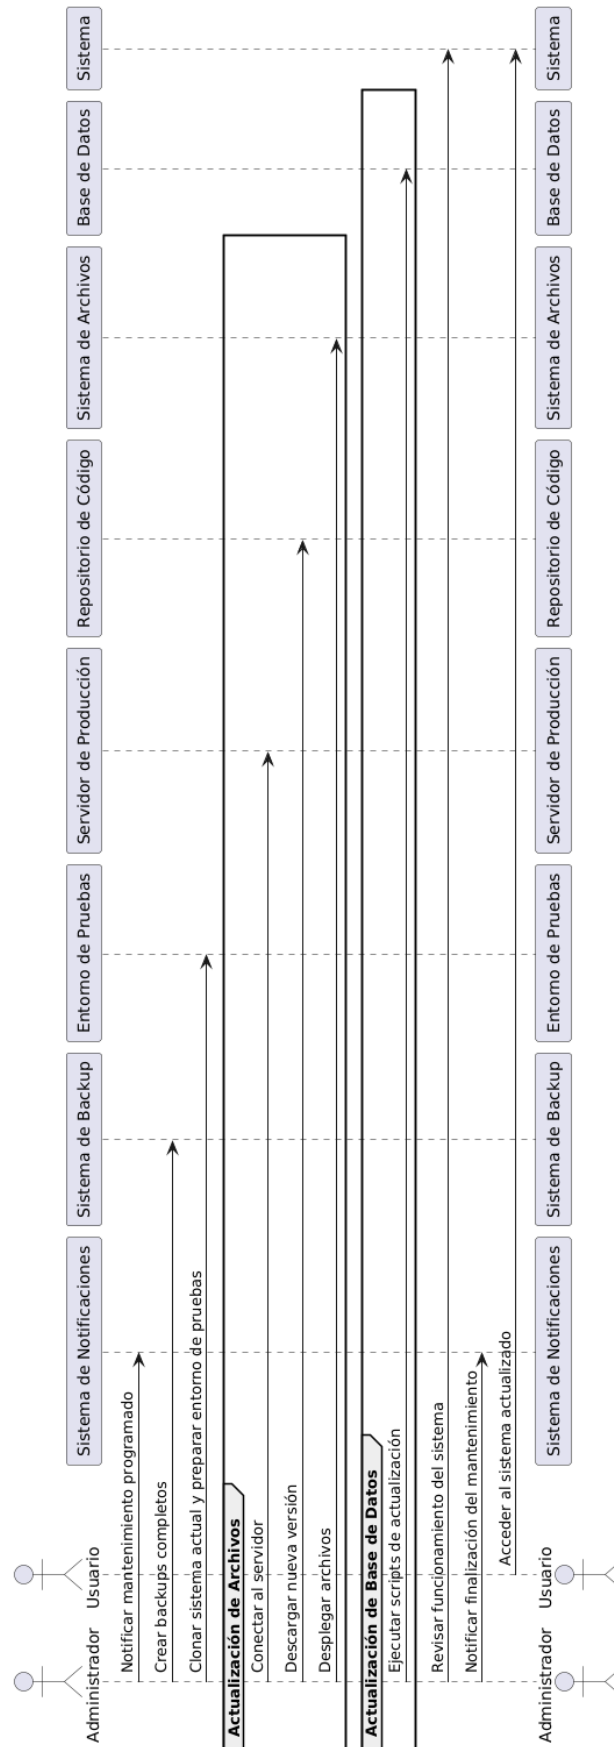 Administrador
Usuario
Sistema de Notificaciones
Sistema de Backup
Entorno de Pruebas
Servidor de Producción
Repositorio de Código
Sistema de Archivos
Base de Datos
Sistema
Notificar mantenimiento programado
Crear backups completos
Clonar sistema actual y preparar entorno de pruebas
Actualización de Archivos
Conectar al servidor
Descargar nueva versión
Desplegar archivos
Actualización de Base de Datos
Ejecutar scripts de actualización
Revisar funcionamiento del sistema
Notificar finalización del mantenimiento
Acceder al sistema actualizado
Administrador
Usuario
Sistema de Notificaciones
Sistema de Backup
Entorno de Pruebas
Servidor de Producción
Repositorio de Código
Sistema de Archivos
Base de Datos
Sistema